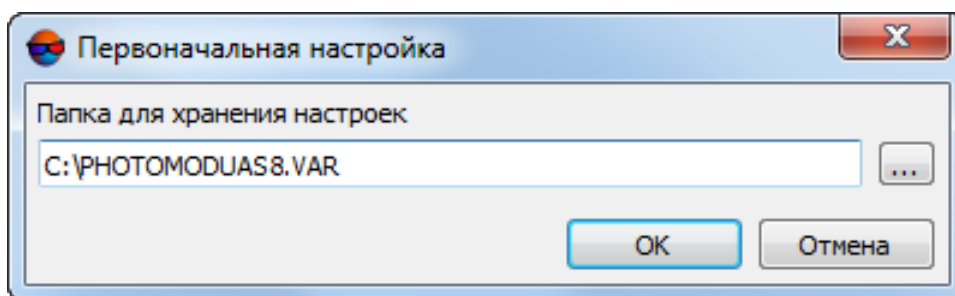 Первоначальная настройка
Папка для хранения настроек
C:\PHOTOMODUAS8.VAR
...
OK
Отмена